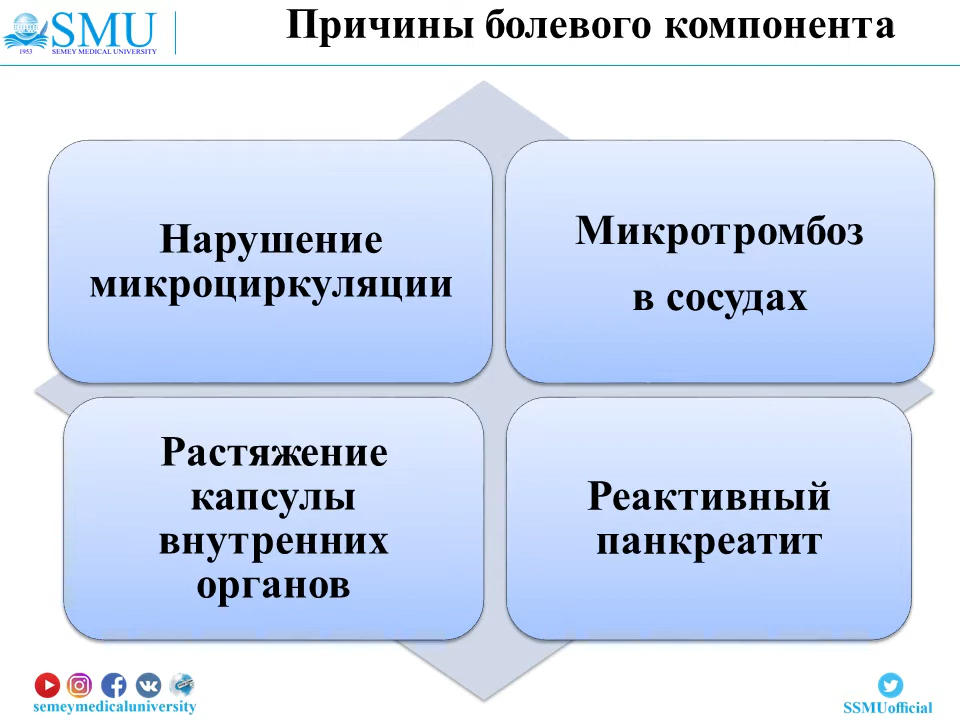 SMU
1953
SEMEY MEDICAL UNIVERSITY
Причины болевого компонента
Нарушение
микроциркуляции
Микротромбоз
в сосудах
Растяжение
капсулы
внутренних
органов
Реактивный
панкреатит
semeymedicaluniversity
SSMUofficial